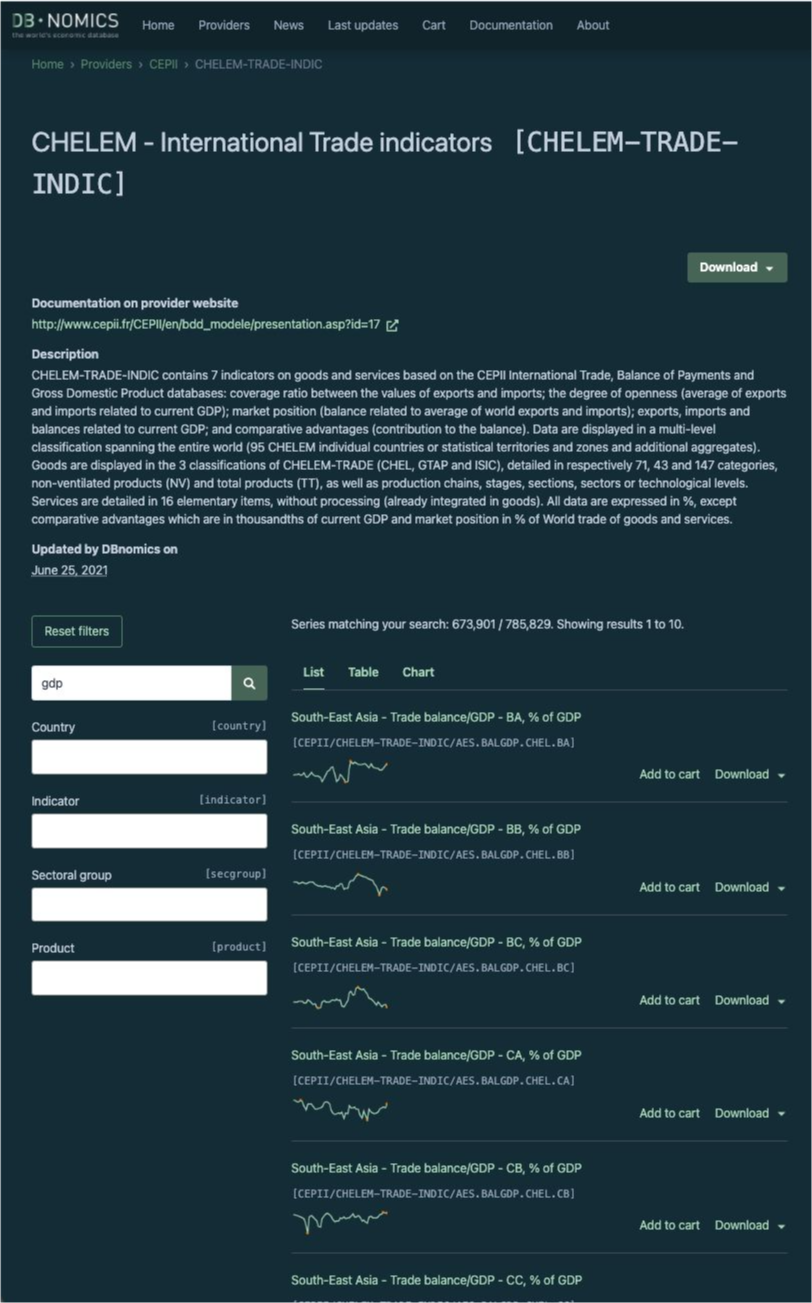 DB·NOMICS
the world's economic database
Home Providers News Last updates Cart Documentation About
Home › Providers › CEPII › CHELEM-TRADE-INDIC
CHELEM - International Trade indicators [CHELEM-TRADE-
INDIC]
Download
Documentation on provider website
http://www.cepii.fr/CEPII/en/bdd_modele/presentation.asp?id=17
Description
CHELEM-TRADE-INDIC contains 7 indicators on goods and services based on the CEPII International Trade, Balance of Payments and
Gross Domestic Product databases: coverage ratio between the values of exports and imports; the degree of openness (average of exports
and imports related to current GDP); market position (balance related to average of world exports and imports); exports, imports and
balances related to current GDP; and comparative advantages (contribution to the balance). Data are displayed in a multi-level
classification spanning the entire world (95 CHELEM individual countries or statistical territories and zones and additional aggregates).
Goods are displayed in the 3 classifications of CHELEM-TRADE (CHEL, GTAP and ISIC), detailed in respectively 71, 43 and 147 categories,
non-ventilated products (NV) and total products (TT), as well as production chains, stages, sections, sectors or technological levels.
Services are detailed in 16 elementary items, without processing (already integrated in goods). All data are expressed in %, except
comparative advantages which are in thousandths of current GDP and market position in % of World trade of goods and services.
Updated by DBnomics on
June 25, 2021
Reset filters
gdp
Country [country]
Indicator [indicator]
Sectoral group [secgroup]
Product [product]
Series matching your search: 673,901 / 785,829. Showing results 1 to 10.
List Table Chart
South-East Asia - Trade balance/GDP - BA, % of GDP
[CEPII/CHELEM-TRADE-INDIC/AES.BALGDP.CHEL.BA]
Add to cart Download
South-East Asia - Trade balance/GDP - BB, % of GDP
[CEPII/CHELEM-TRADE-INDIC/AES.BALGDP.CHEL.BB]
Add to cart Download
South-East Asia - Trade balance/GDP - BC, % of GDP
[CEPII/CHELEM-TRADE-INDIC/AES.BALGDP.CHEL.BC]
Add to cart Download
South-East Asia - Trade balance/GDP - CA, % of GDP
[CEPII/CHELEM-TRADE-INDIC/AES.BALGDP.CHEL.CA]
Add to cart Download
South-East Asia - Trade balance/GDP - CB, % of GDP
[CEPII/CHELEM-TRADE-INDIC/AES.BALGDP.CHEL.CB]
Add to cart Download
South-East Asia - Trade balance/GDP - CC, % of GDP